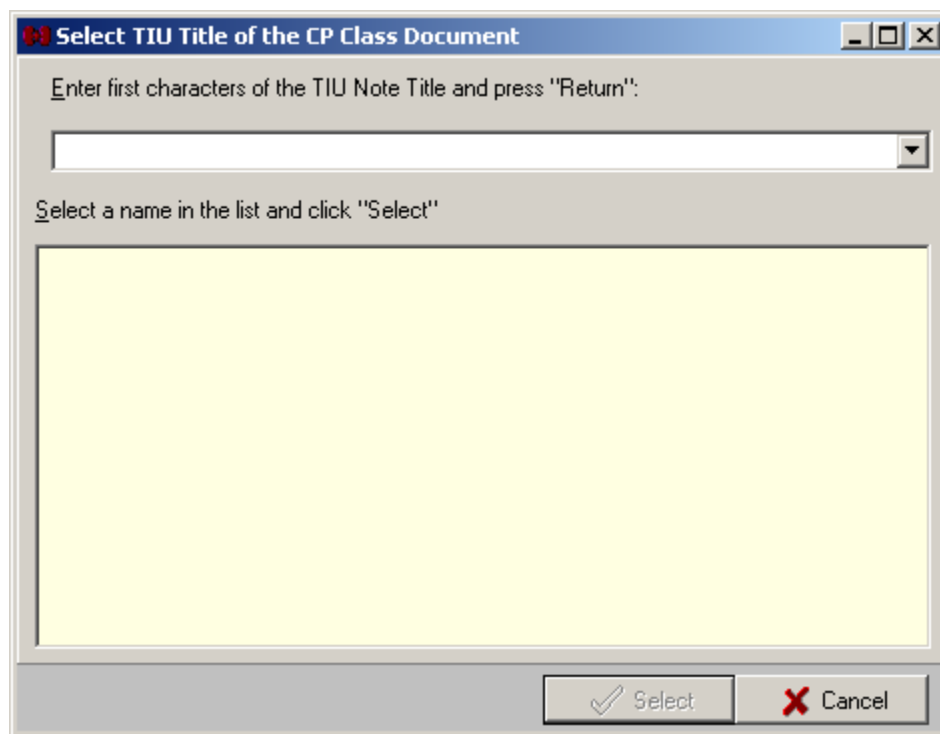 Select TIU Title of the CP Class Document
Enter first characters of the TIU Note Title and press "Return":
Select a name in the list and click "Select"
Select
Cancel